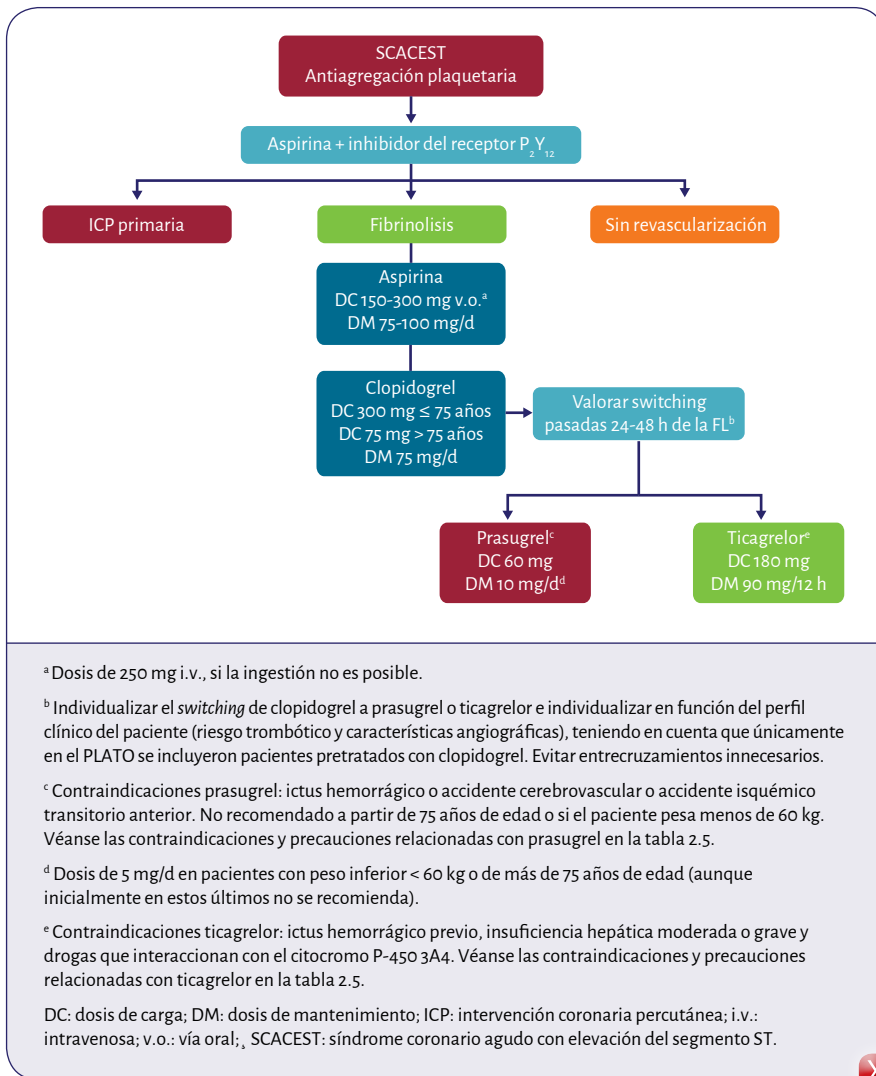 SCACEST
Antiagregación plaquetaria
Aspirina + inhibidor del receptor P₂Y₁₂
ICP primaria
Fibrinolisis
Sin revascularización
Aspirina
DC 150-300 mg v.o.ᵃ
DM 75-100 mg/d
Clopidogrel
DC 300 mg ≤ 75 años
DC 75 mg > 75 años
DM 75 mg/d
Valorar switching
pasadas 24-48 h de la FLᵇ
Prasugrelᶜ
DC 60 mg
DM 10 mg/dᵈ
Ticagrelorᵉ
DC 180 mg
DM 90 mg/12 h
ᵃ Dosis de 250 mg i.v., si la ingestión no es posible.
ᵇ Individualizar el switching de clopidogrel a prasugrel o ticagrelor e individualizar en función del perfil
clínico del paciente (riesgo trombótico y características angiográficas), teniendo en cuenta que únicamente
en el PLATO se incluyeron pacientes pretratados con clopidogrel. Evitar entrecruzamientos innecesarios.
ᶜ Contraindicaciones prasugrel: ictus hemorrágico o accidente cerebrovascular o accidente isquémico
transitorio anterior. No recomendado a partir de 75 años de edad o si el paciente pesa menos de 60 kg.
Véanse las contraindicaciones y precauciones relacionadas con prasugrel en la tabla 2.5.
ᵈ Dosis de 5 mg/d en pacientes con peso inferior < 60 kg o de más de 75 años de edad (aunque
inicialmente en estos últimos no se recomienda).
ᵉ Contraindicaciones ticagrelor: ictus hemorrágico previo, insuficiencia hepática moderada o grave y
drogas que interaccionan con el citocromo P-450 3A4. Véanse las contraindicaciones y precauciones
relacionadas con ticagrelor en la tabla 2.5.
DC: dosis de carga; DM: dosis de mantenimiento; ICP: intervención coronaria percutánea; i.v.:
intravenosa; v.o.: vía oral;¸ SCACEST: síndrome coronario agudo con elevación del segmento ST.